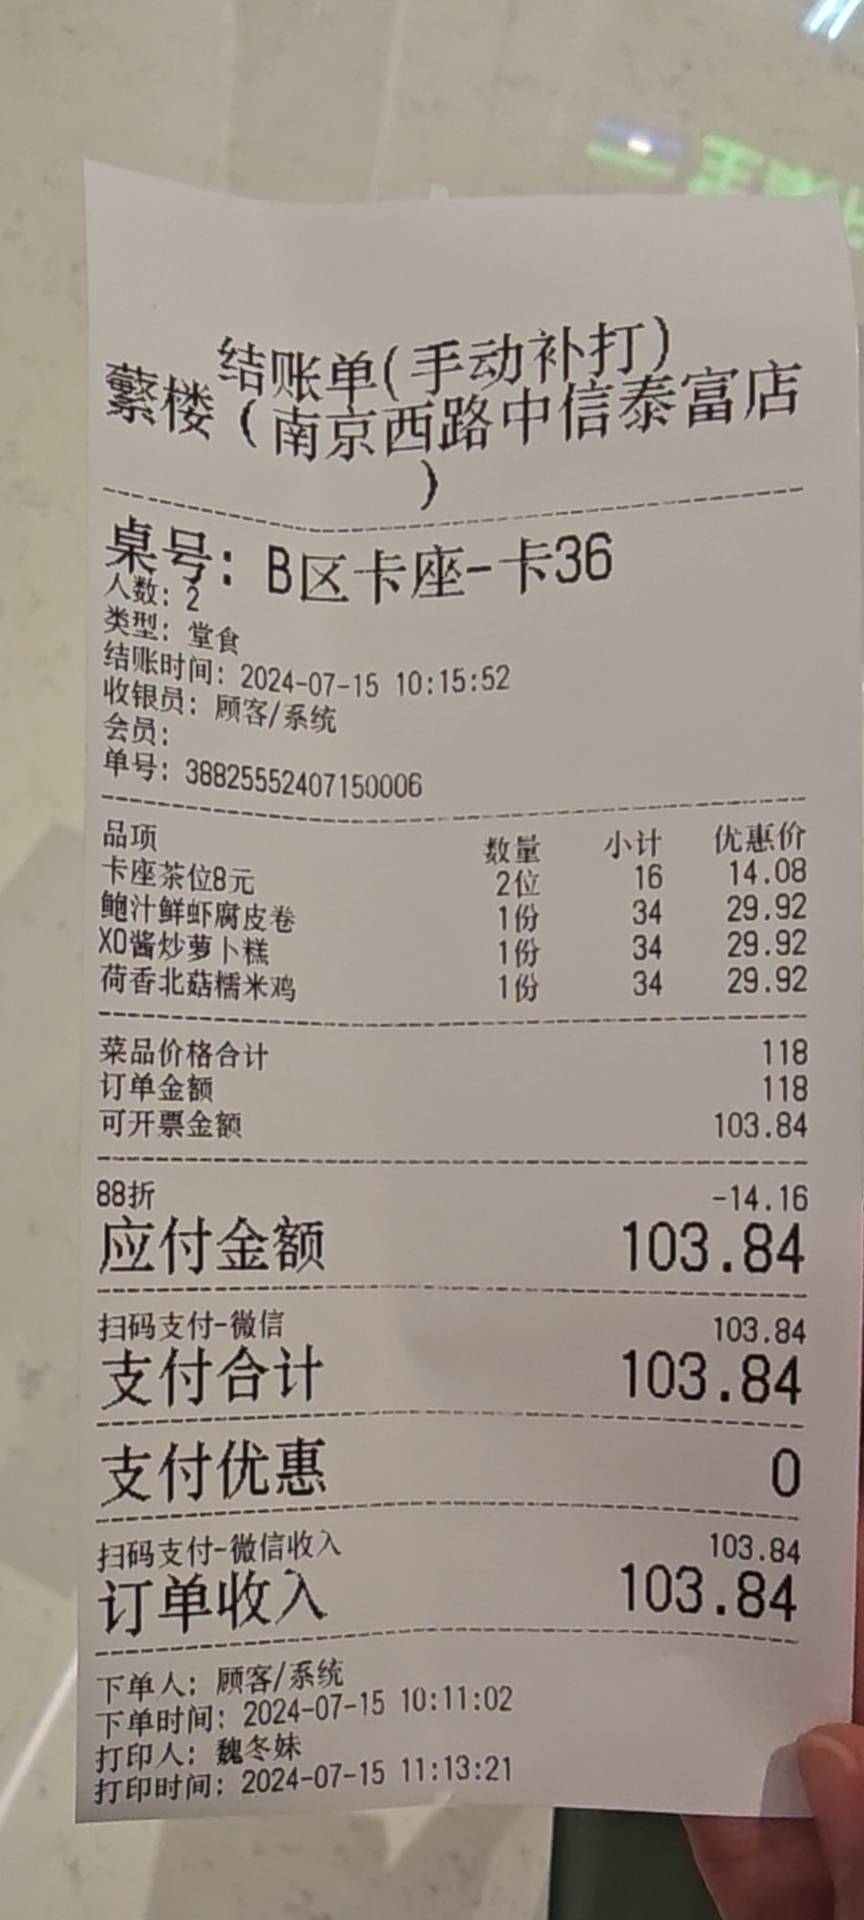 结账单(手动补打)
蘩楼(南京西路中信泰富店
)
桌号: B区卡座-卡36
人数: 2
类型: 堂食
结账时间: 2024-07-15 10:15:52
收银员: 顾客/系统
会员:
单号: 38825552407150006
品项 数量 小计 优惠价
卡座茶位8元 2位 16 14.08
鲍汁鲜虾腐皮卷 1份 34 29.92
XO酱炒萝卜糕 1份 34 29.92
荷香北菇糯米鸡 1份 34 29.92
菜品价格合计 118
订单金额 118
可开票金额 103.84
88折 -14.16
应付金额 103.84
扫码支付-微信 103.84
支付合计 103.84
支付优惠 0
扫码支付-微信收入 103.84
订单收入 103.84
下单人: 顾客/系统
下单时间: 2024-07-15 10:11:02
打印人: 魏冬妹
打印时间: 2024-07-15 11:13:21